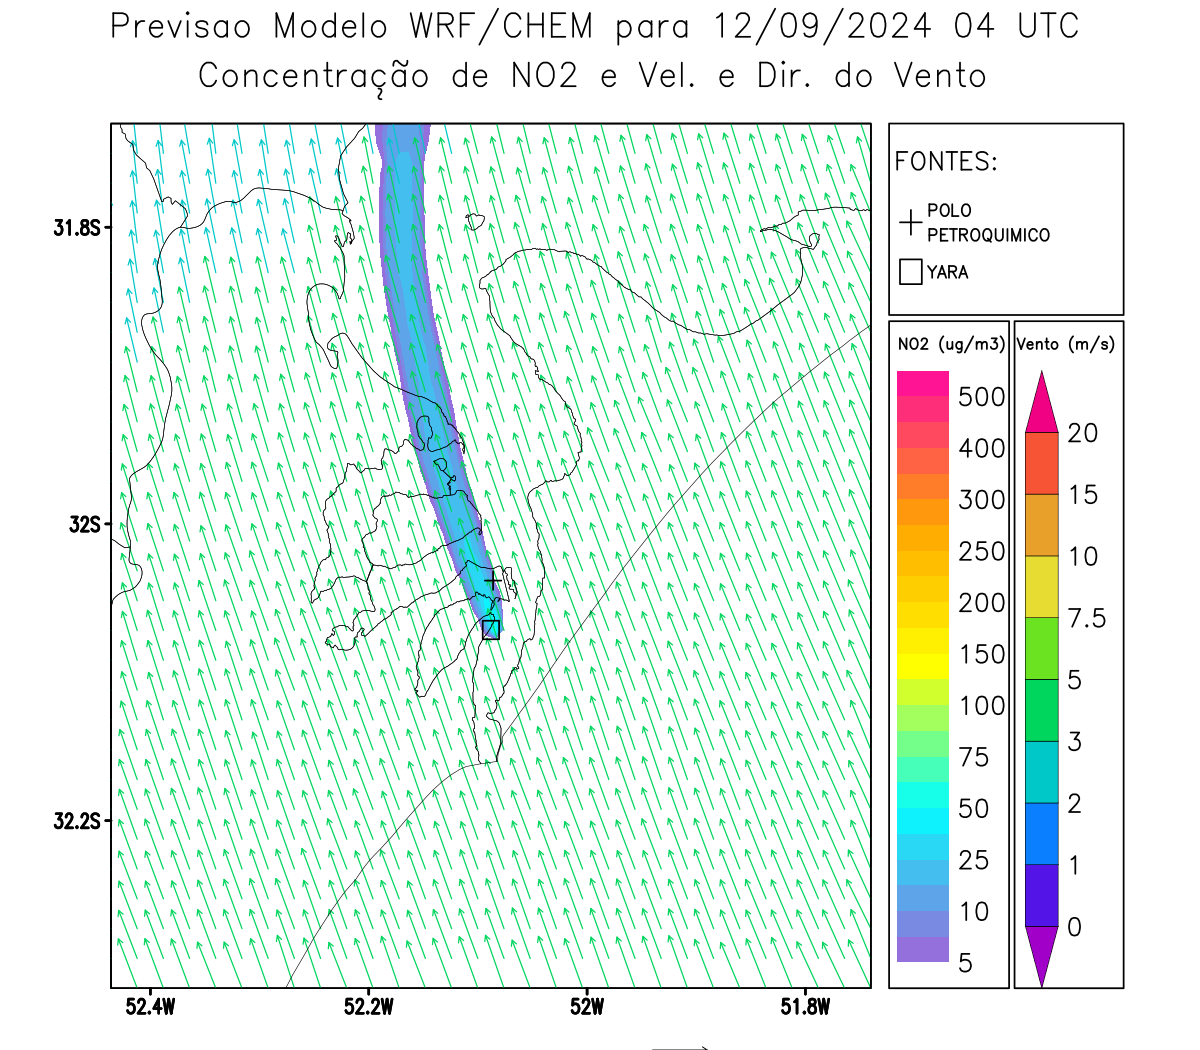 Previsao Modelo WRF/CHEM para 12/09/2024 04 UTC
Concentração de NO2 e Vel. e Dir. do Vento
FONTES:
POLO
PETROQUIMICO
YARA
NO2 (ug/m3)
500
400
300
250
200
150
100
75
50
25
10
5
Vento (m/s)
20
15
10
7.5
5
3
2
1
0
31.8S
32S
32.2S
52.4W
52.2W
52W
51.8W